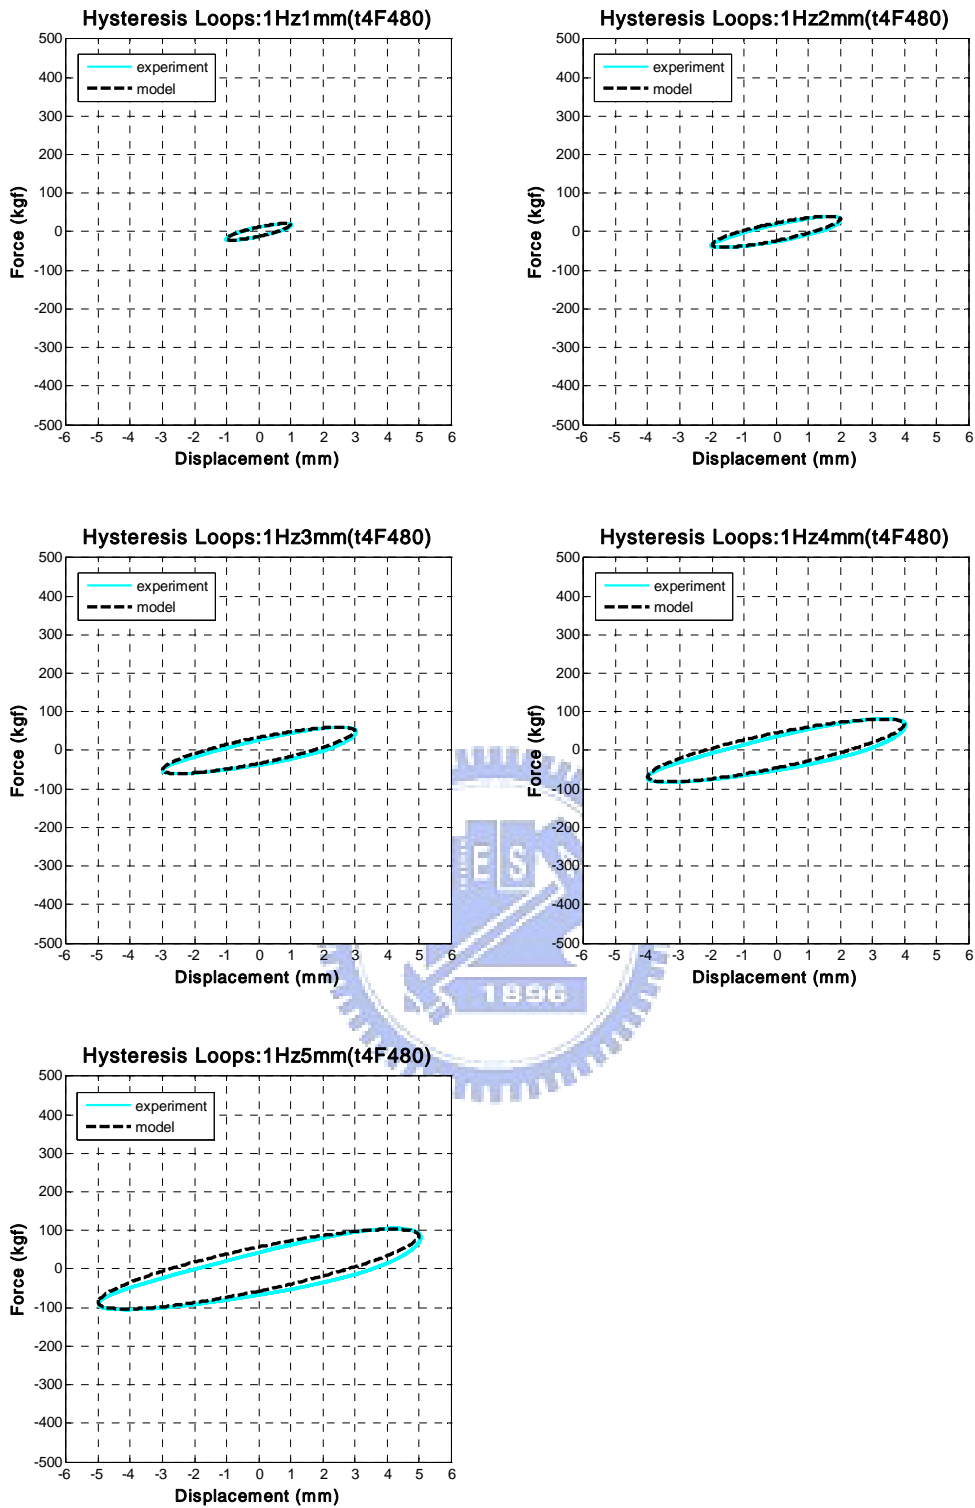 Hysteresis Loops:1Hz1mm(t4F480)
500
400
300
200
100
0
-100
-200
-300
-400
-500
Force (kgf)
experiment
model
-6 -5 -4 -3 -2 -1 0 1 2 3 4 5 6
Displacement (mm)
Hysteresis Loops:1Hz2mm(t4F480)
500
400
300
200
100
0
-100
-200
-300
-400
-500
Force (kgf)
experiment
model
-6 -5 -4 -3 -2 -1 0 1 2 3 4 5 6
Displacement (mm)
Hysteresis Loops:1Hz3mm(t4F480)
500
400
300
200
100
0
-100
-200
-300
-400
-500
Force (kgf)
experiment
model
-6 -5 -4 -3 -2 -1 0 1 2 3 4 5 6
Displacement (mm)
Hysteresis Loops:1Hz4mm(t4F480)
500
400
300
200
100
0
-100
-200
-300
-400
-500
Force (kgf)
experiment
model
-6 -5 -4 -3 -2 -1 0 1 2 3 4 5 6
Displacement (mm)
ES
1896
Hysteresis Loops:1Hz5mm(t4F480)
500
400
300
200
100
0
-100
-200
-300
-400
-500
Force (kgf)
experiment
model
-6 -5 -4 -3 -2 -1 0 1 2 3 4 5 6
Displacement (mm)